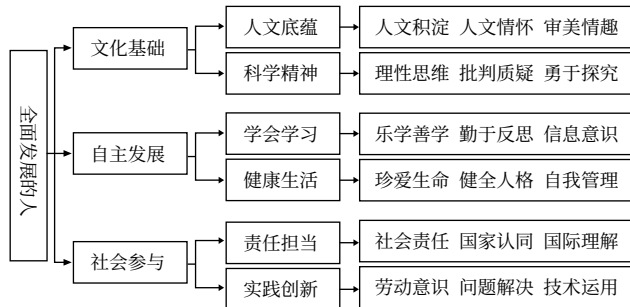 全面发展的人
文化基础
人文底蕴
人文积淀 人文情怀 审美情趣
科学精神
理性思维 批判质疑 勇于探究
自主发展
学会学习
乐学善学 勤于反思 信息意识
健康生活
珍爱生命 健全人格 自我管理
社会参与
责任担当
社会责任 国家认同 国际理解
实践创新
劳动意识 问题解决 技术运用